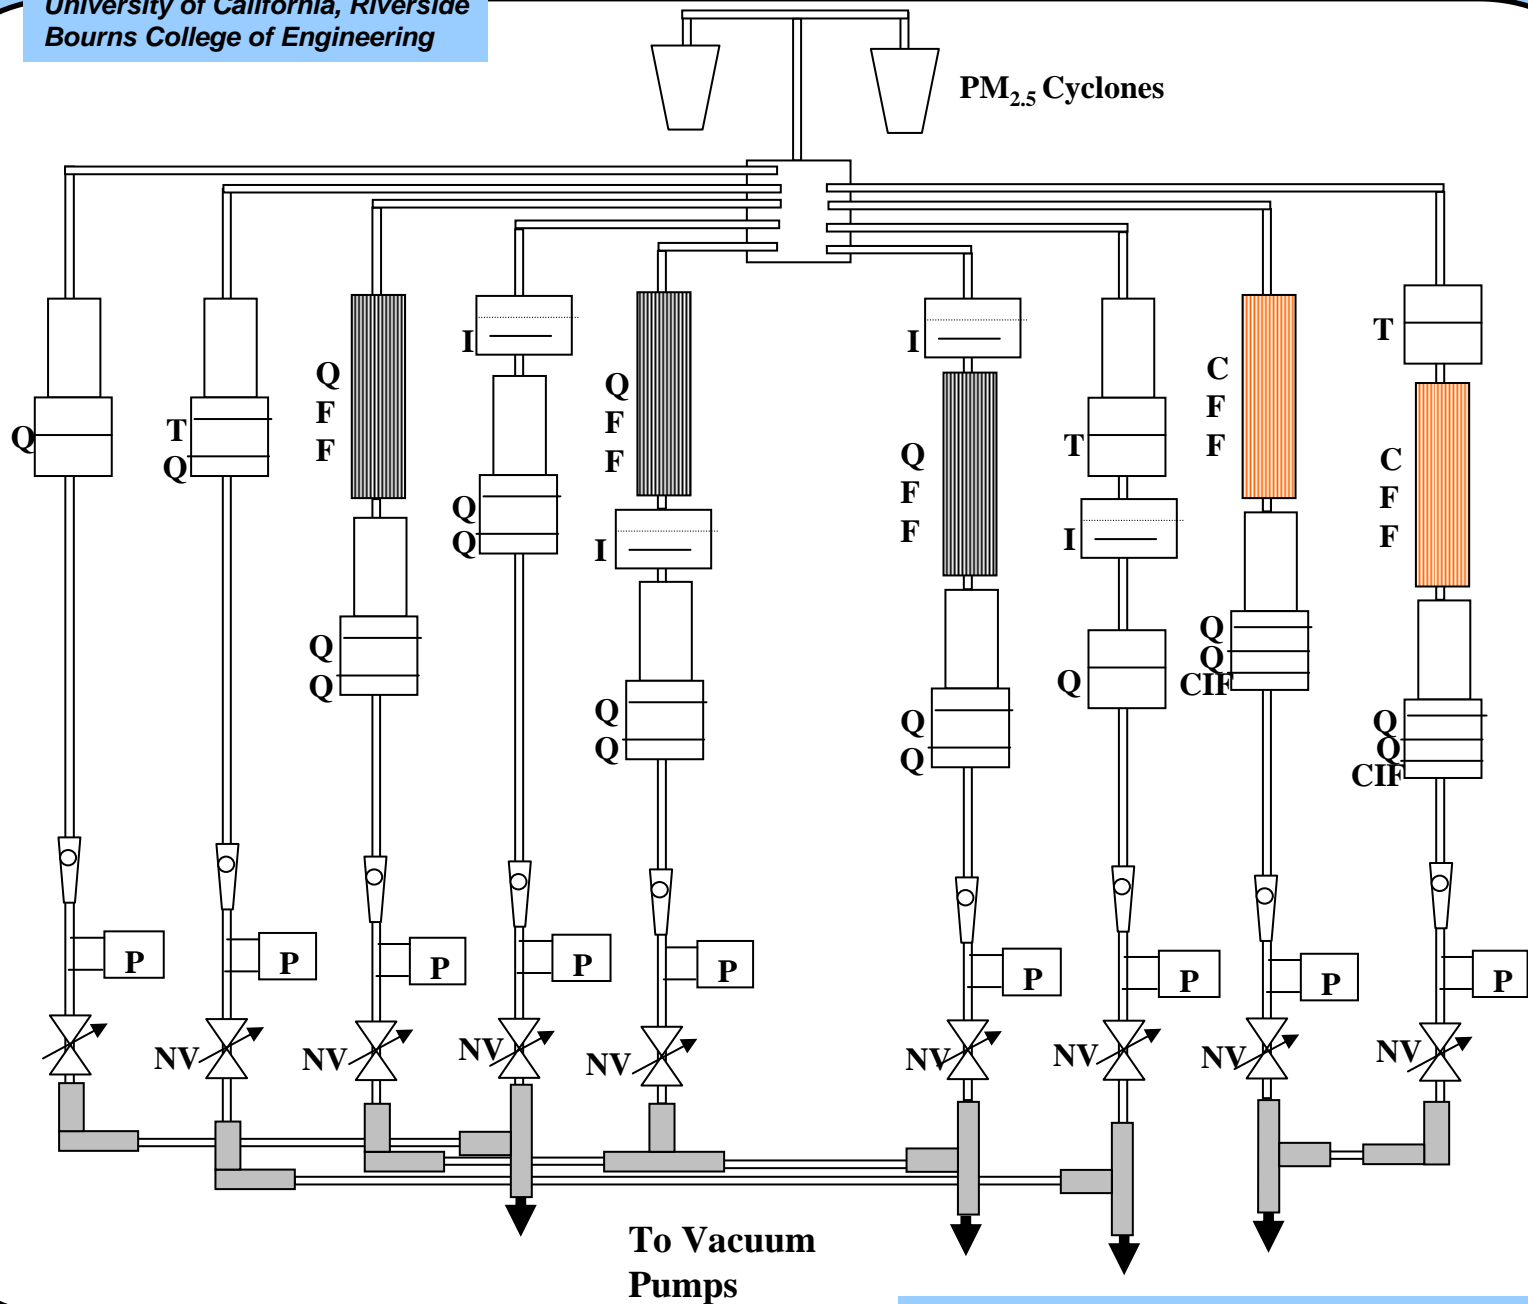 University of California, Riverside
Bourns College of Engineering
PM2.5 Cyclones
I
I
T
Q
F
F
Q
F
F
C
F
F
Q
T
Q
Q
Q
I
Q
F
F
T
I
C
F
F
Q
Q
Q
Q
Q
Q
Q
Q
Q
Q
CIF
Q
Q
CIF
P
P
P
P
P
P
P
P
P
NV
NV
NV
NV
NV
NV
NV
NV
To Vacuum
Pumps